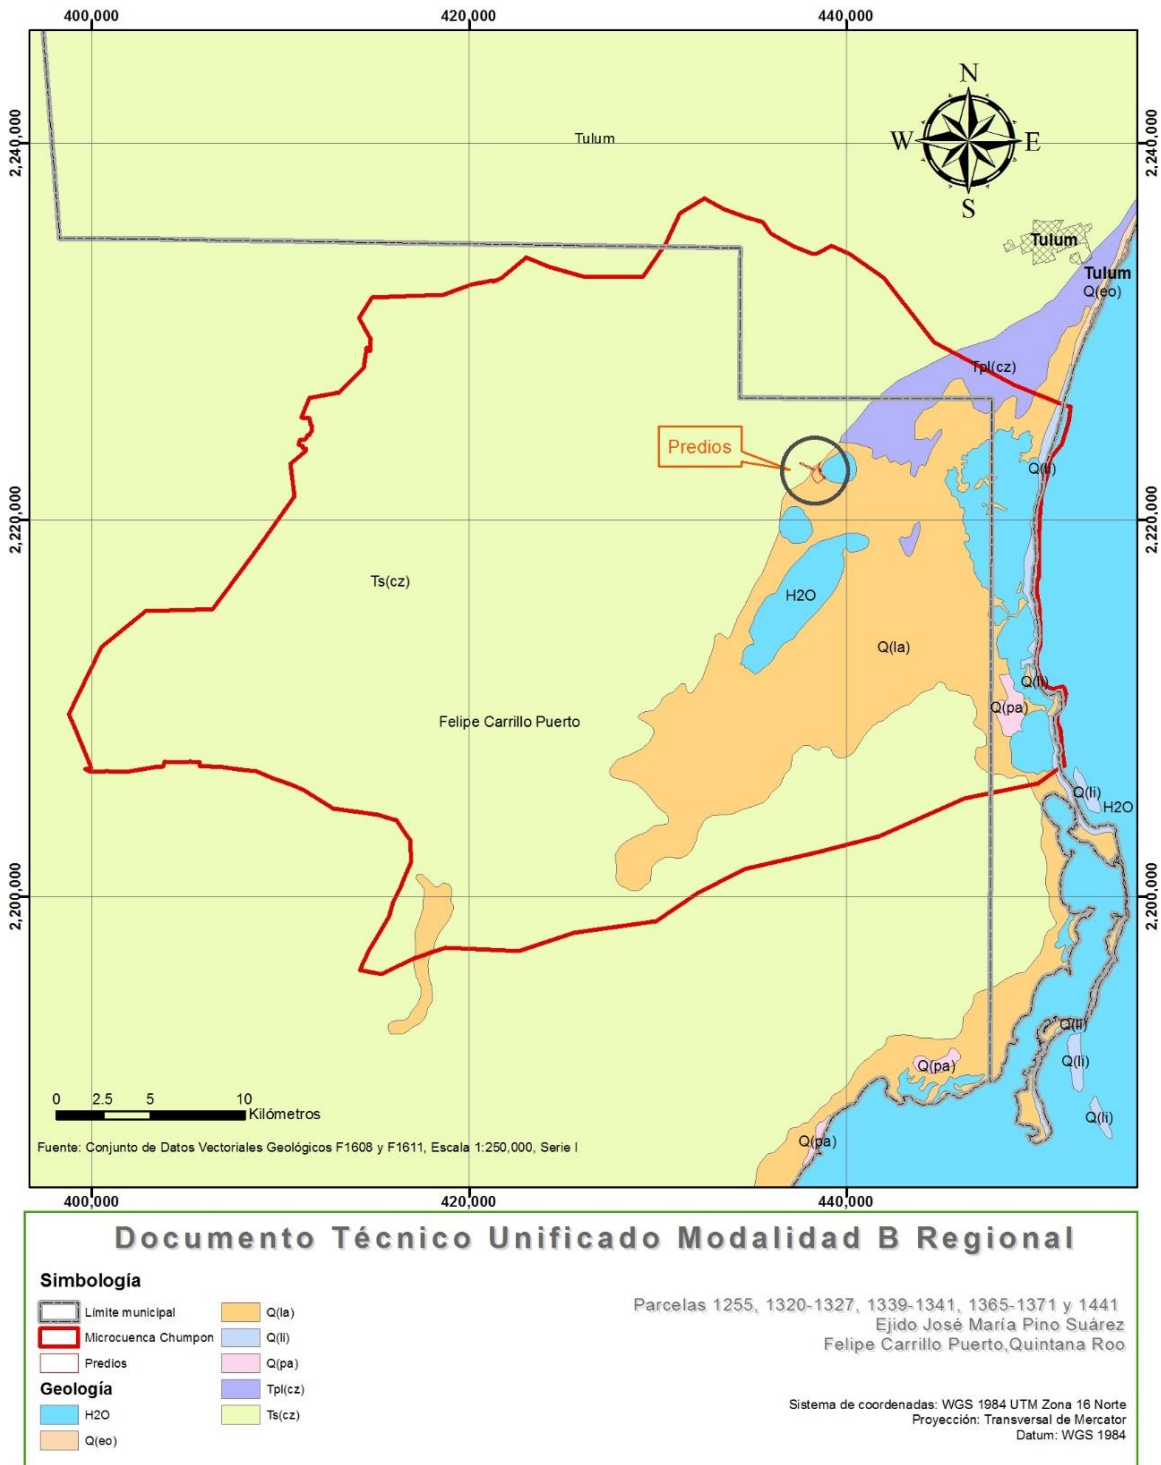 400,000 420,000 440,000
N
W E
S
2,240,000 2,240,000
Tulum
Tulum
Tulum
Q(eo)
Tpl(cz)
Predios
Q(li)
2,220,000 2,220,000
Ts(cz)
H2O
Q(la)
Q(li)
Q(pa)
Felipe Carrillo Puerto
Q(li)
H2O
2,200,000 2,200,000
Q(li)
Q(li)
Q(pa)
Q(li)
Q(pa)
0 2.5 5 10
Kilómetros
Fuente: Conjunto de Datos Vectoriales Geológicos F1608 y F1611, Escala 1:250,000, Serie I
400,000 420,000 440,000
Documento Técnico Unificado Modalidad B Regional
Simbología
Límite municipal
Microcuenca Chumpon
Predios
Geología
H2O
Q(eo)
Q(la)
Q(li)
Q(pa)
Tpl(cz)
Ts(cz)
Parcelas 1255, 1320-1327, 1339-1341, 1365-1371 y 1441
Ejido José María Pino Suárez
Felipe Carrillo Puerto,Quintana Roo
Sistema de coordenadas: WGS 1984 UTM Zona 16 Norte
Proyección: Transversal de Mercator
Datum: WGS 1984